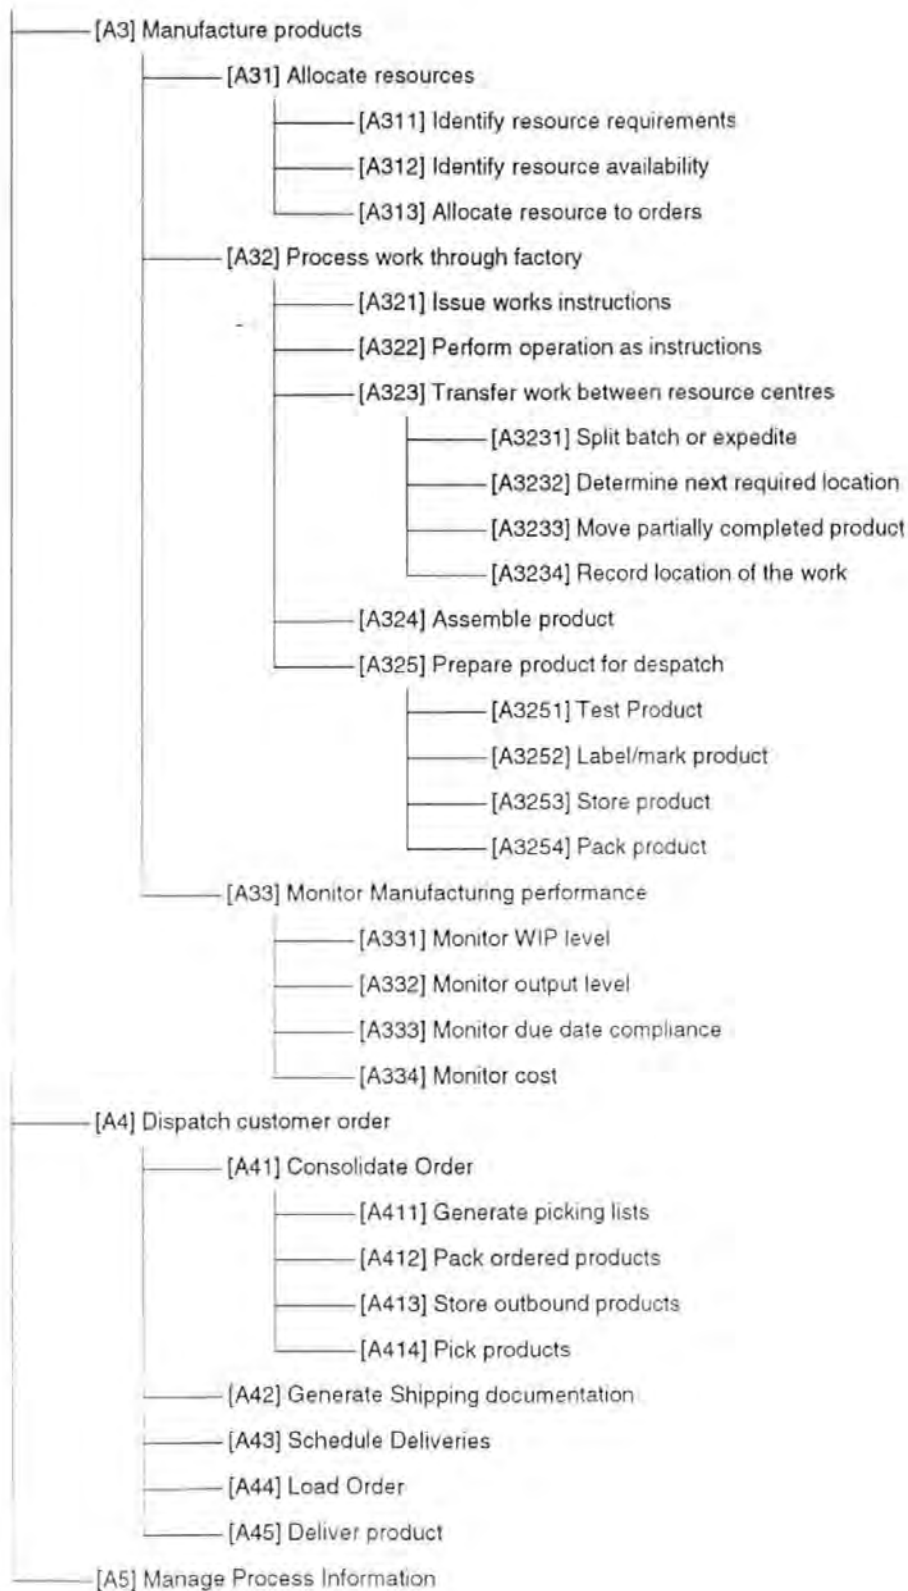 [A3] Manufacture products
[A31] Allocate resources
[A311] Identify resource requirements
[A312] Identify resource availability
[A313] Allocate resource to orders
[A32] Process work through factory
[A321] Issue works instructions
[A322] Perform operation as instructions
[A323] Transfer work between resource centres
[A3231] Split batch or expedite
[A3232] Determine next required location
[A3233] Move partially completed product
[A3234] Record location of the work
[A324] Assemble product
[A325] Prepare product for despatch
[A3251] Test Product
[A3252] Label/mark product
[A3253] Store product
[A3254] Pack product
[A33] Monitor Manufacturing performance
[A331] Monitor WIP level
[A332] Monitor output level
[A333] Monitor due date compliance
[A334] Monitor cost
[A4] Dispatch customer order
[A41] Consolidate Order
[A411] Generate picking lists
[A412] Pack ordered products
[A413] Store outbound products
[A414] Pick products
[A42] Generate Shipping documentation
[A43] Schedule Deliveries
[A44] Load Order
[A45] Deliver product
[A5] Manage Process Information